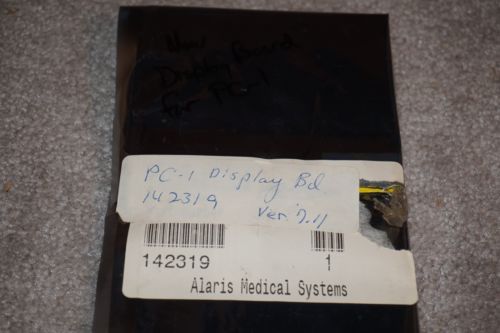 New
Display Board
for PC-1
PC-1 Display Bd
142319
Ver 7.11
142319
1
Alaris Medical Systems